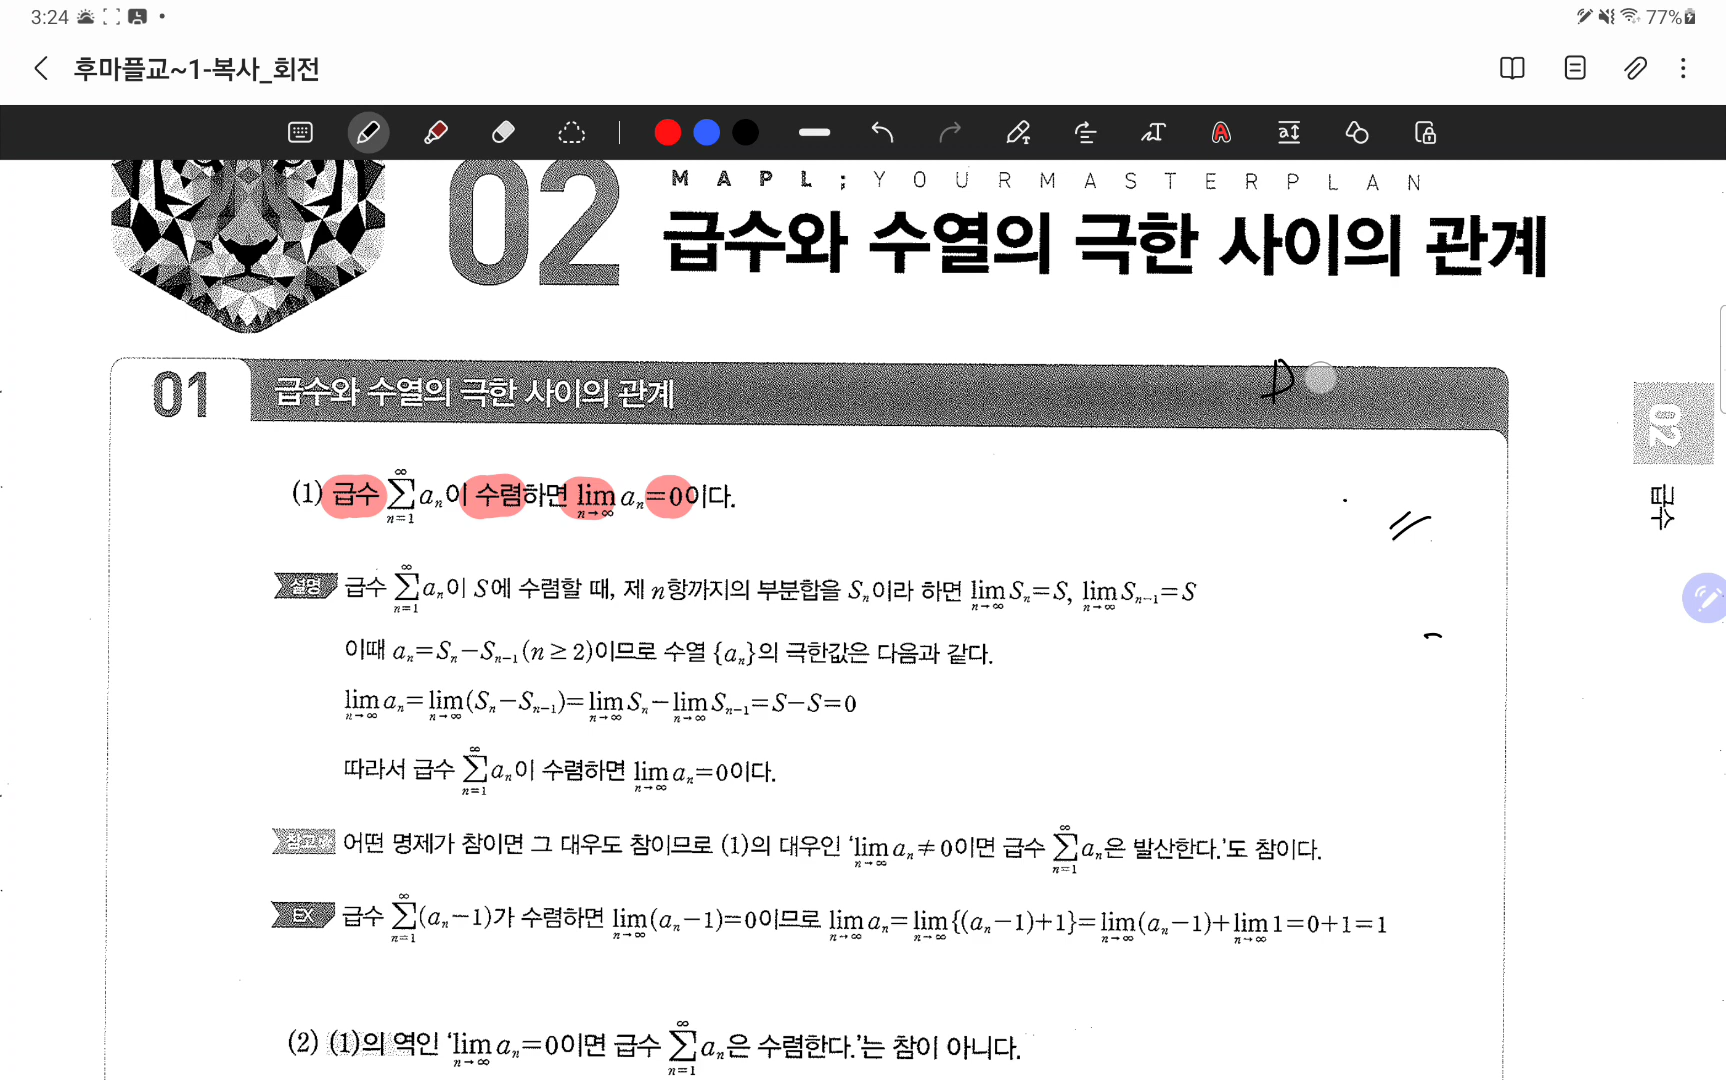 3:24
77%
후마플교~1-복사_회전
02
MAPL;YOURMASTERPLAN
급수와 수열의 극한 사이의 관계
01 급수와 수열의 극한 사이의 관계
(1) 급수 ∑_{n=1}^{∞} a_n이 수렴하면 lim_{n→∞} a_n=0이다.
설명 급수 ∑_{n=1}^{∞} a_n이 S에 수렴할 때, 제 n항까지의 부분합을 S_n이라 하면 lim_{n→∞} S_n=S, lim_{n→∞} S_{n-1}=S
이때 a_n=S_n-S_{n-1}(n≥2)이므로 수열 {a_n}의 극한값은 다음과 같다.
lim_{n→∞} a_n=lim_{n→∞}(S_n-S_{n-1})=lim_{n→∞} S_n-lim_{n→∞} S_{n-1}=S-S=0
따라서 급수 ∑_{n=1}^{∞} a_n이 수렴하면 lim_{n→∞} a_n=0이다.
참고 어떤 명제가 참이면 그 대우도 참이므로 (1)의 대우인 ‘lim_{n→∞} a_n≠0이면 급수 ∑_{n=1}^{∞} a_n은 발산한다.’도 참이다.
EX 급수 ∑_{n=1}^{∞}(a_n-1)가 수렴하면 lim_{n→∞}(a_n-1)=0이므로 lim_{n→∞} a_n=lim_{n→∞}{(a_n-1)+1}=lim_{n→∞}(a_n-1)+lim_{n→∞} 1=0+1=1
(2) (1)의 역인 ‘lim_{n→∞} a_n=0이면 급수 ∑_{n=1}^{∞} a_n은 수렴한다.’는 참이 아니다.
02
급수